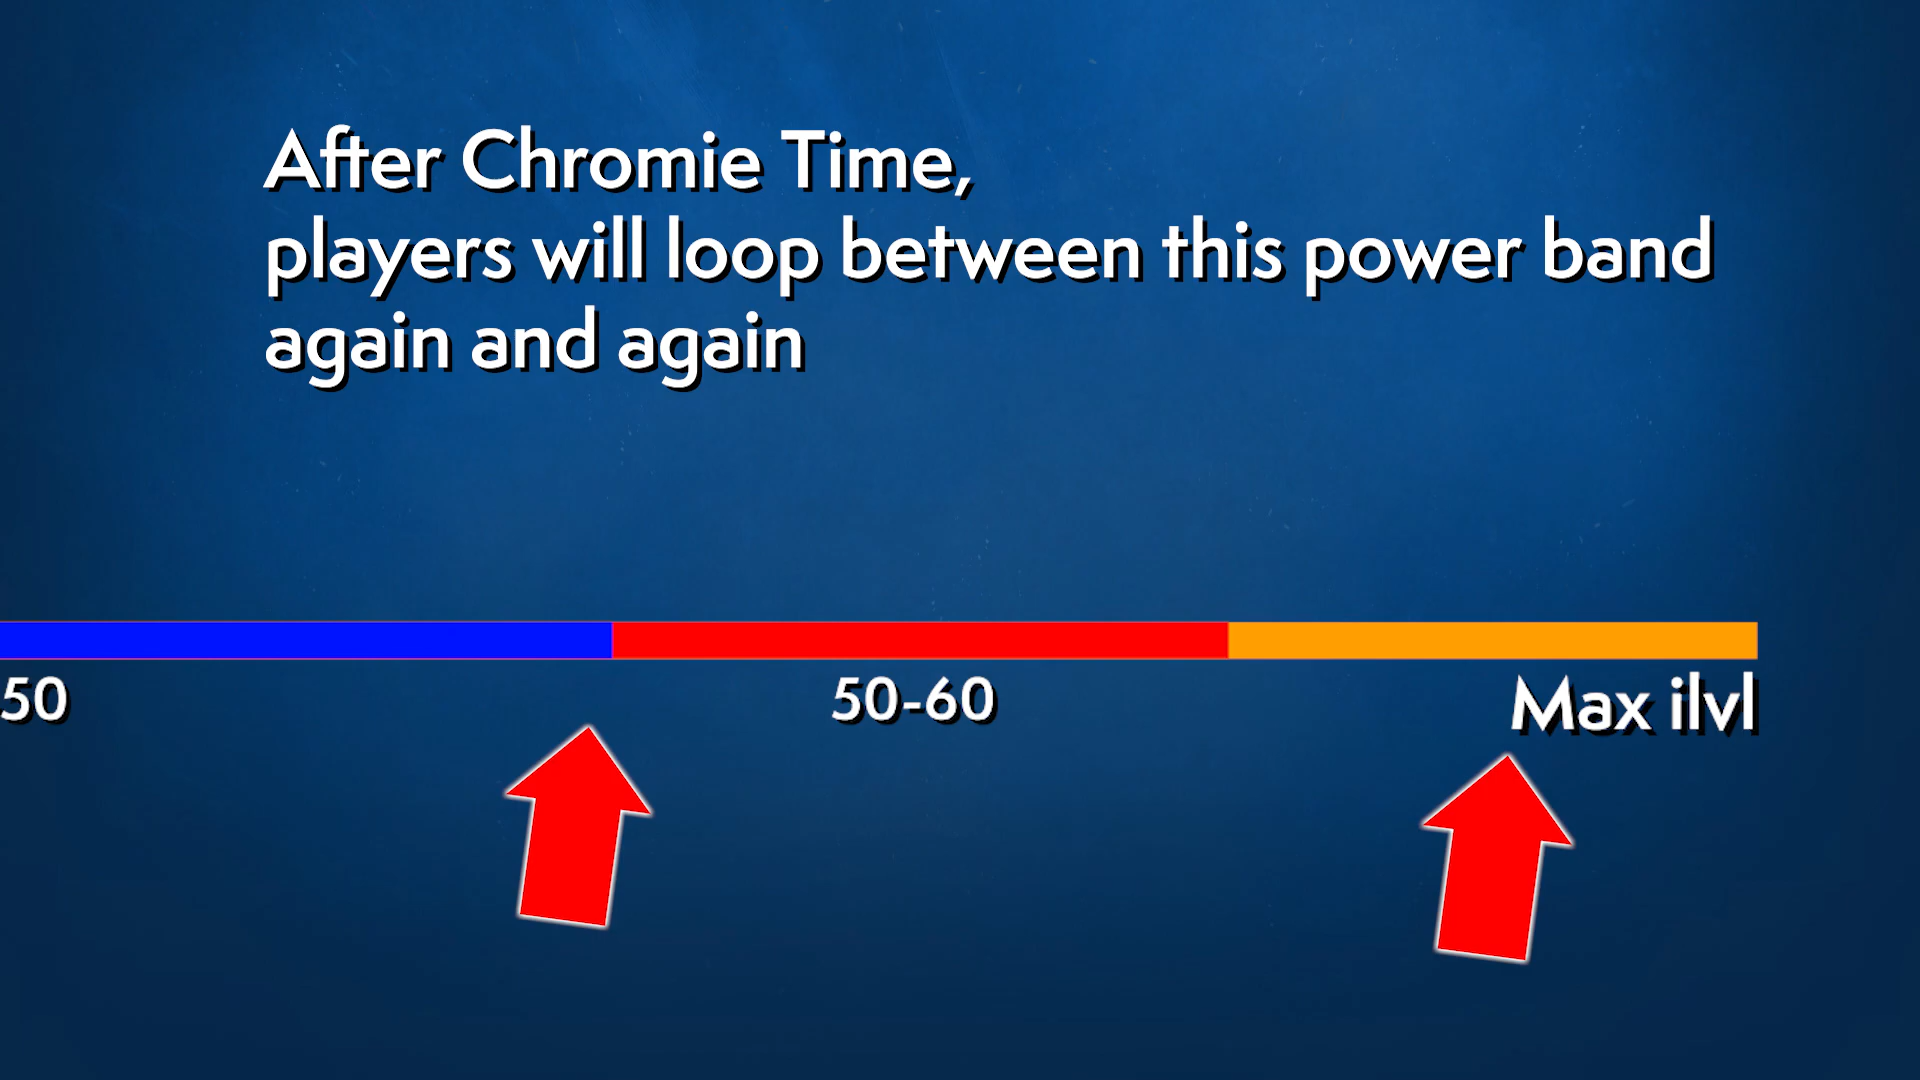 After Chromie Time,
players will loop between this power band
again and again
50
50-60
Max ilvl